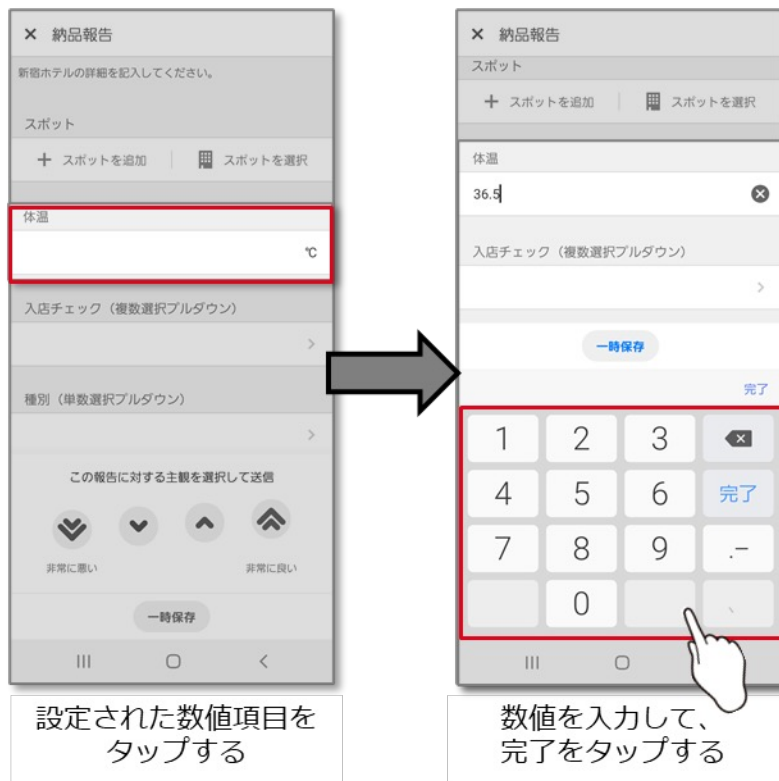 × 納品報告
新宿ホテルの詳細を記入してください。
スポット
+ スポットを追加 スポットを選択
体温
℃
入店チェック(複数選択プルダウン)
種別(単数選択プルダウン)
この報告に対する主観を選択して送信
非常に悪い 非常に良い
一時保存
設定された数値項目を
タップする
× 納品報告
スポット
+ スポットを追加 スポットを選択
体温
36.5
入店チェック(複数選択プルダウン)
一時保存
完了
1 2 3
4 5 6 完了
7 8 9 .-
0 、
数値を入力して、
完了をタップする